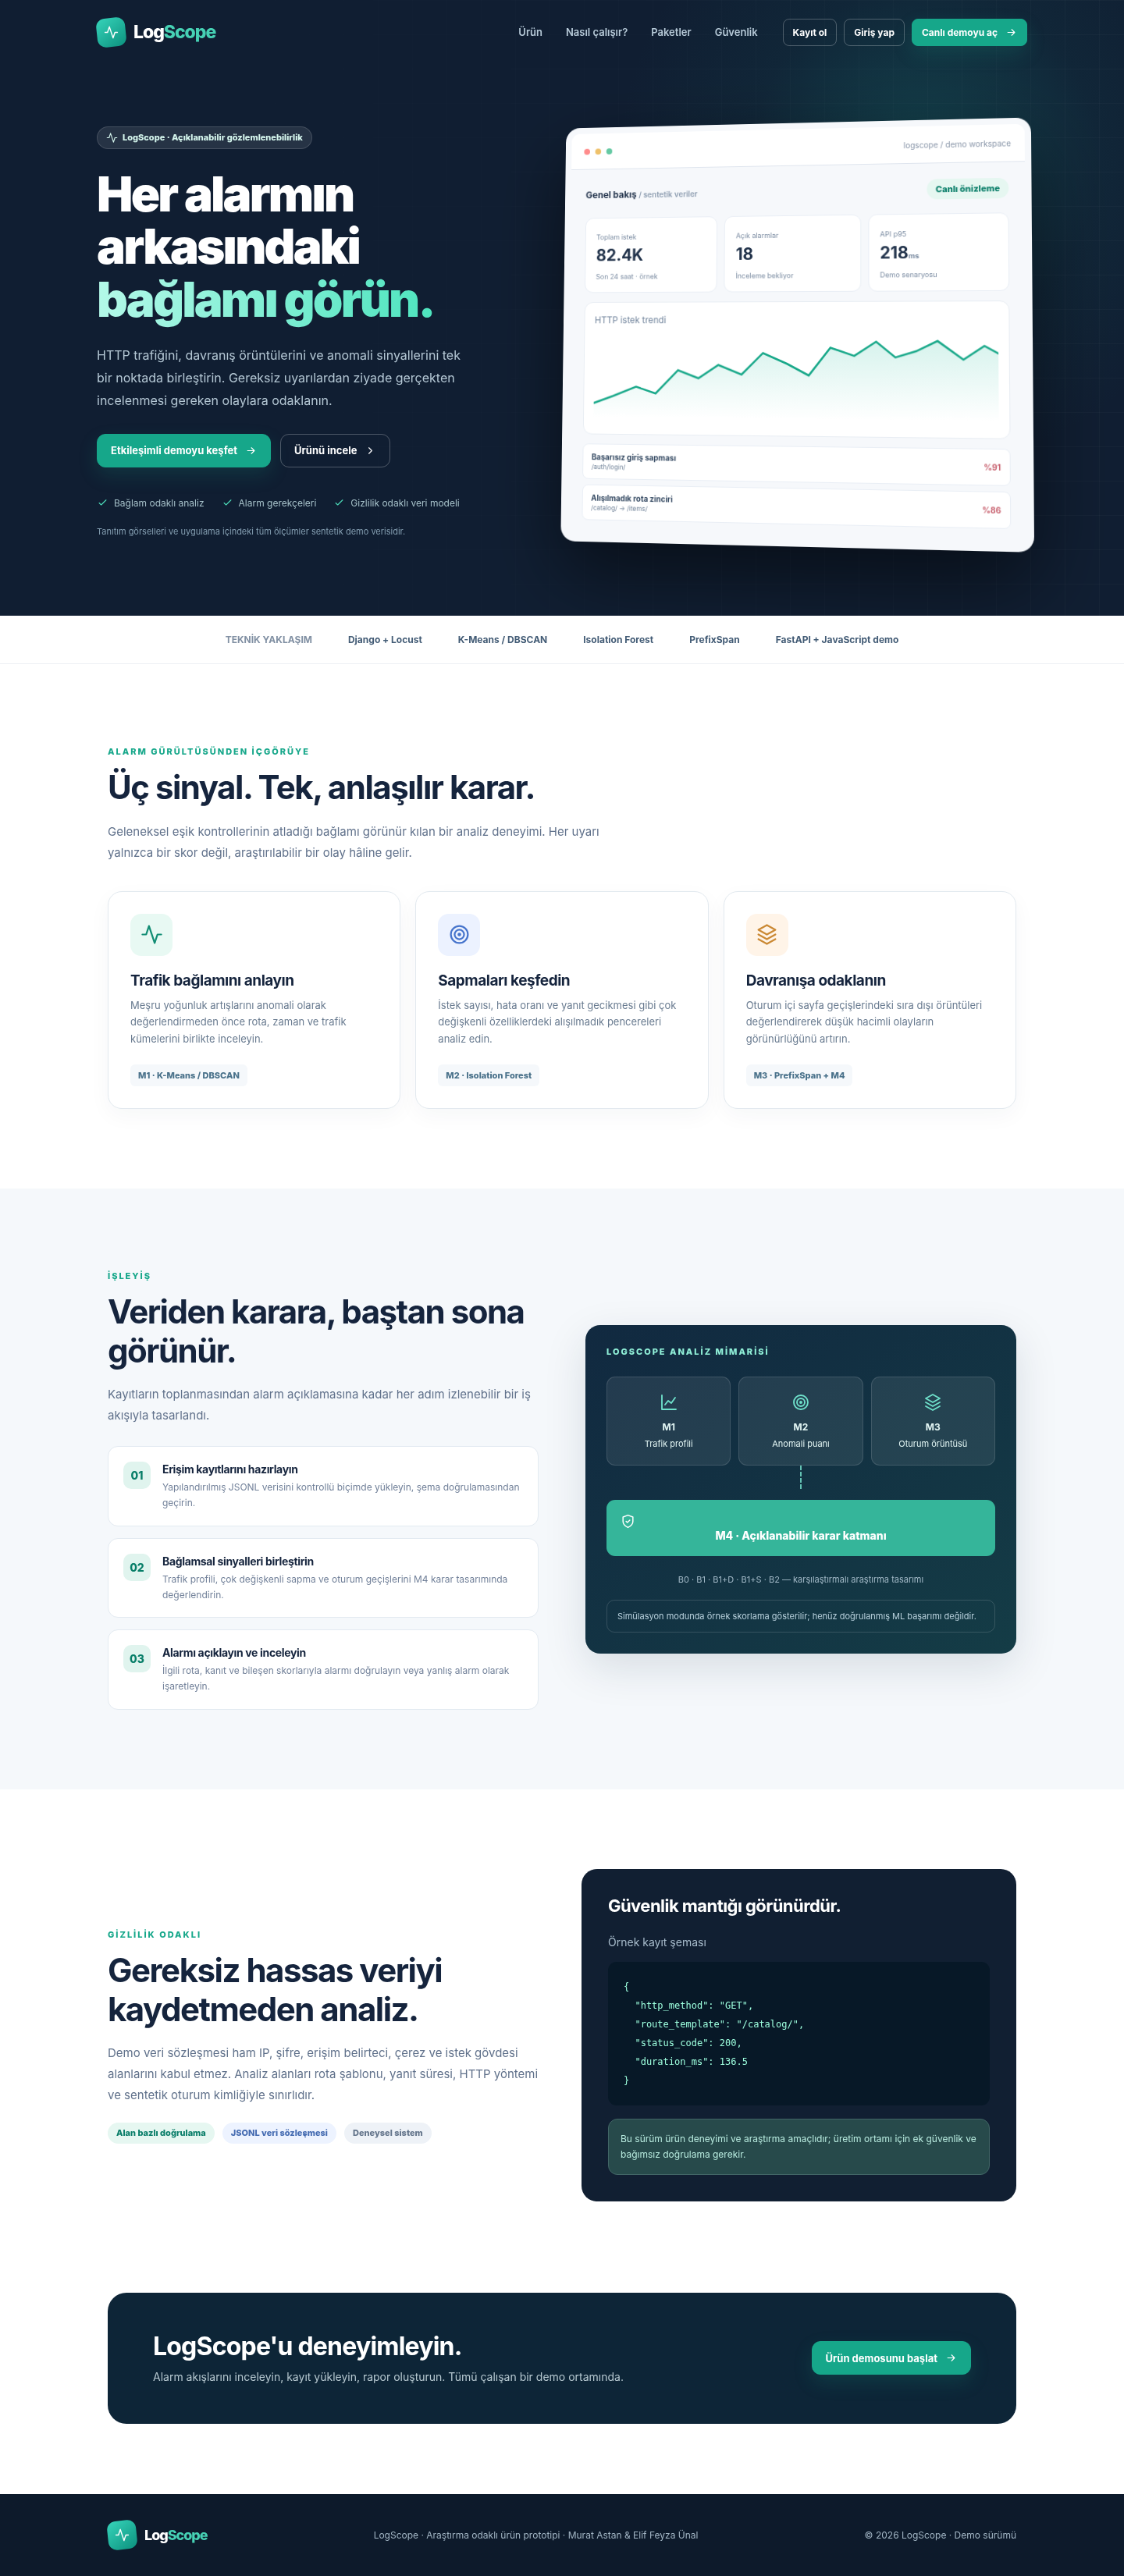 LogScope
Ürün
Nasıl çalışır?
Paketler
Güvenlik
Kayıt ol
Giriş yap
Canlı demoyu aç
LogScope · Açıklanabilir gözlemlenebilirlik
Her alarmın
arkasındaki
bağlamı görün.
HTTP trafiğini, davranış örüntülerini ve anomali sinyallerini tek
bir noktada birleştirin. Gereksiz uyarılardan ziyade gerçekten
incelenmesi gereken olaylara odaklanın.
Etkileşimli demoyu keşfet
Ürünü incele
Bağlam odaklı analiz
Alarm gerekçeleri
Gizlilik odaklı veri modeli
Tanıtım görselleri ve uygulama içindeki tüm ölçümler sentetik demo verisidir.
logscope / demo workspace
Genel bakış / sentetik veriler
Canlı önizleme
Toplam istek
82.4K
Son 24 saat · örnek
Açık alarmlar
18
İnceleme bekliyor
API p95
218ms
Demo senaryosu
HTTP istek trendi
Başarısız giriş sapması
/auth/login/
%91
Alışılmadık rota zinciri
/catalog/ → /items/
%86
TEKNİK YAKLAŞIM
Django + Locust
K-Means / DBSCAN
Isolation Forest
PrefixSpan
FastAPI + JavaScript demo
ALARM GÜRÜLTÜSÜNDEN İÇGÖRÜYE
Üç sinyal. Tek, anlaşılır karar.
Geleneksel eşik kontrollerinin atladığı bağlamı görünür kılan bir analiz deneyimi. Her uyarı
yalnızca bir skor değil, araştırılabilir bir olay hâline gelir.
Trafik bağlamını anlayın
Meşru yoğunluk artışlarını anomali olarak
değerlendirmeden önce rota, zaman ve trafik
kümelerini birlikte inceleyin.
M1 · K-Means / DBSCAN
Sapmaları keşfedin
İstek sayısı, hata oranı ve yanıt gecikmesi gibi çok
değişkenli özelliklerdeki alışılmadık pencereleri
analiz edin.
M2 · Isolation Forest
Davranışa odaklanın
Oturum içi sayfa geçişlerindeki sıra dışı örüntüleri
değerlendirerek düşük hacimli olayların
görünürlüğünü artırın.
M3 · PrefixSpan + M4
İŞLEYİŞ
Veriden karara, baştan sona
görünür.
Kayıtların toplanmasından alarm açıklamasına kadar her adım izlenebilir bir iş
akışıyla tasarlandı.
01
Erişim kayıtlarını hazırlayın
Yapılandırılmış JSONL verisini kontrollü biçimde yükleyin, şema doğrulamasından
geçirin.
02
Bağlamsal sinyalleri birleştirin
Trafik profili, çok değişkenli sapma ve oturum geçişlerini M4 karar tasarımında
değerlendirin.
03
Alarmı açıklayın ve inceleyin
İlgili rota, kanıt ve bileşen skorlarıyla alarmı doğrulayın veya yanlış alarm olarak
işaretleyin.
LOGSCOPE ANALİZ MİMARİSİ
M1
Trafik profili
M2
Anomali puanı
M3
Oturum örüntüsü
M4 · Açıklanabilir karar katmanı
B0 · B1 · B1+D · B1+S · B2 — karşılaştırmalı araştırma tasarımı
Simülasyon modunda örnek skorlama gösterilir; henüz doğrulanmış ML başarımı değildir.
GİZLİLİK ODAKLI
Gereksiz hassas veriyi
kaydetmeden analiz.
Demo veri sözleşmesi ham IP, şifre, erişim belirteci, çerez ve istek gövdesi
alanlarını kabul etmez. Analiz alanları rota şablonu, yanıt süresi, HTTP yöntemi
ve sentetik oturum kimliğiyle sınırlıdır.
Alan bazlı doğrulama
JSONL veri sözleşmesi
Deneysel sistem
Güvenlik mantığı görünürdür.
Örnek kayıt şeması
{
"http_method": "GET",
"route_template": "/catalog/",
"status_code": 200,
"duration_ms": 136.5
}
Bu sürüm ürün deneyimi ve araştırma amaçlıdır; üretim ortamı için ek güvenlik ve
bağımsız doğrulama gerekir.
LogScope'u deneyimleyin.
Alarm akışlarını inceleyin, kayıt yükleyin, rapor oluşturun. Tümü çalışan bir demo ortamında.
Ürün demosunu başlat
LogScope
LogScope · Araştırma odaklı ürün prototipi · Murat Astan & Elif Feyza Ünal
© 2026 LogScope · Demo sürümü